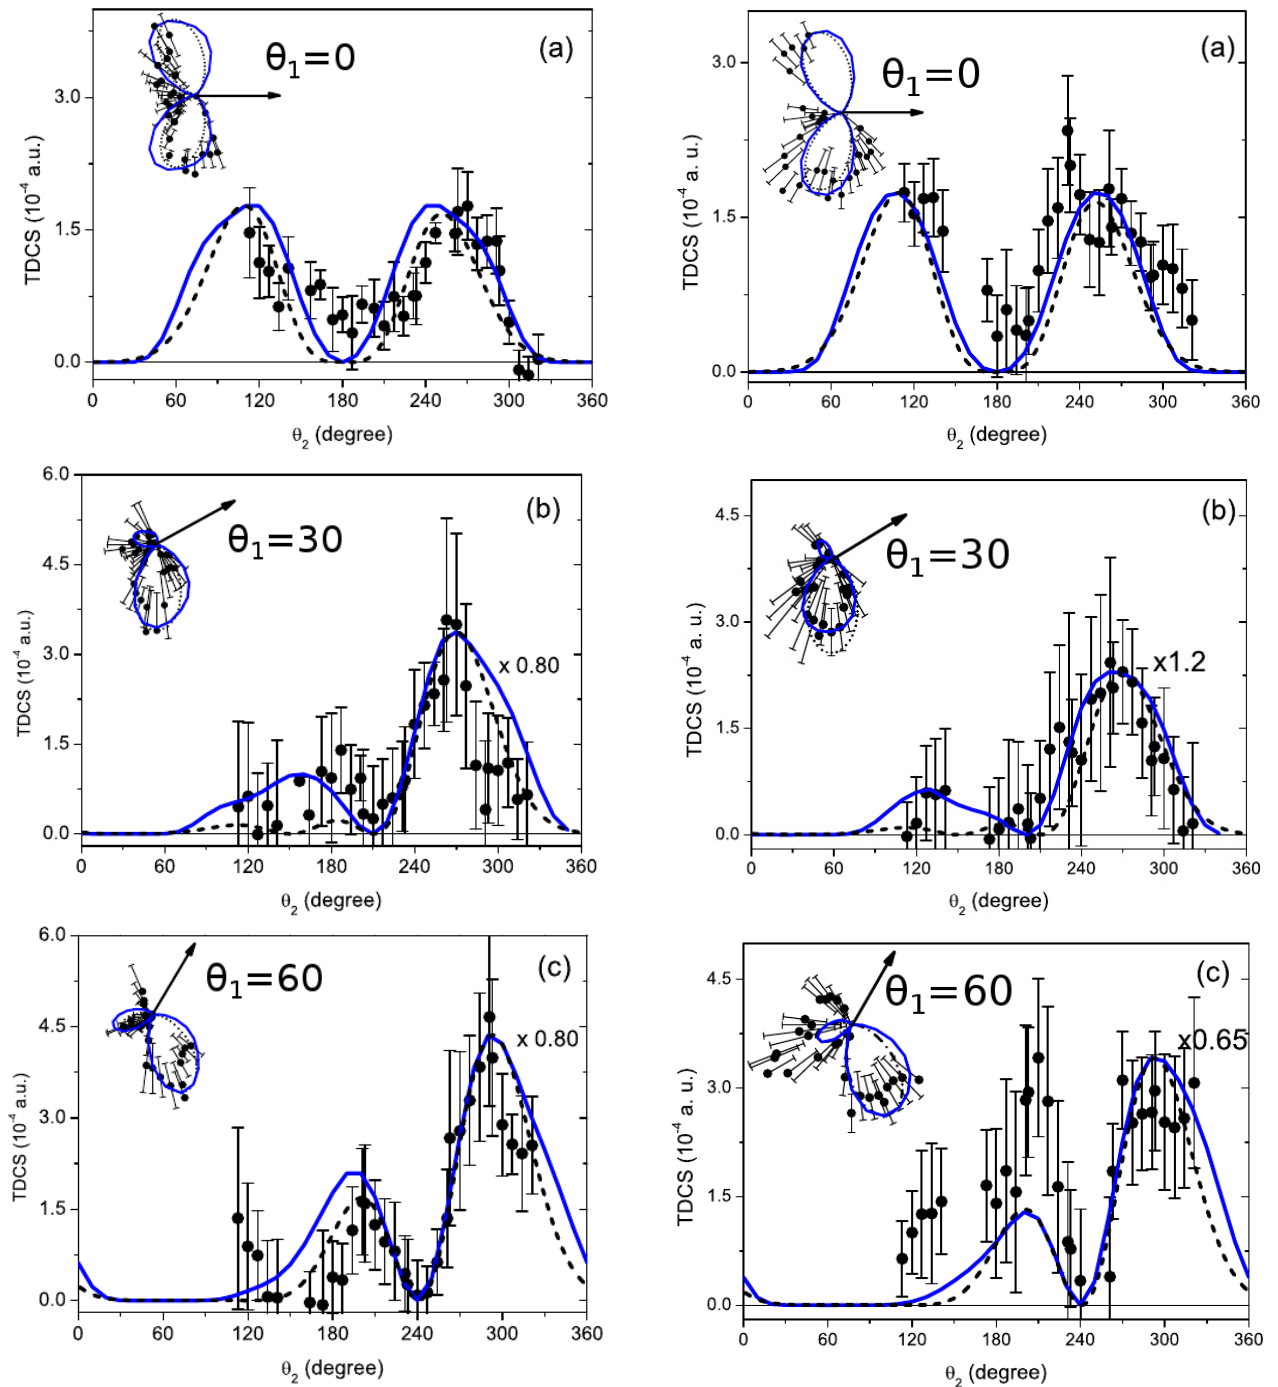 (a)
θ₁=0
TDCS (10⁻⁴ a.u.)
3.0
1.5
0.0
0 60 120 180 240 300 360
θ₂ (degree)
(a)
θ₁=0
TDCS (10⁻⁴ a. u.)
3.0
1.5
0.0
0 60 120 180 240 300 360
θ₂ (degree)
(b)
θ₁=30
x 0.80
TDCS (10⁻⁴ a.u.)
6.0
4.5
3.0
1.5
0.0
0 60 120 180 240 300 360
θ₂ (degree)
(b)
θ₁=30
x1.2
TDCS (10⁻⁴ a. u.)
4.5
3.0
1.5
0.0
0 60 120 180 240 300 360
θ₂ (degree)
(c)
θ₁=60
x 0.80
TDCS (10⁻⁴ a.u.)
6.0
4.5
3.0
1.5
0.0
0 60 120 180 240 300 360
θ₂ (degree)
(c)
θ₁=60
x0.65
TDCS (10⁻⁴ a. u.)
4.5
3.0
1.5
0.0
0 60 120 180 240 300 360
θ₂ (degree)